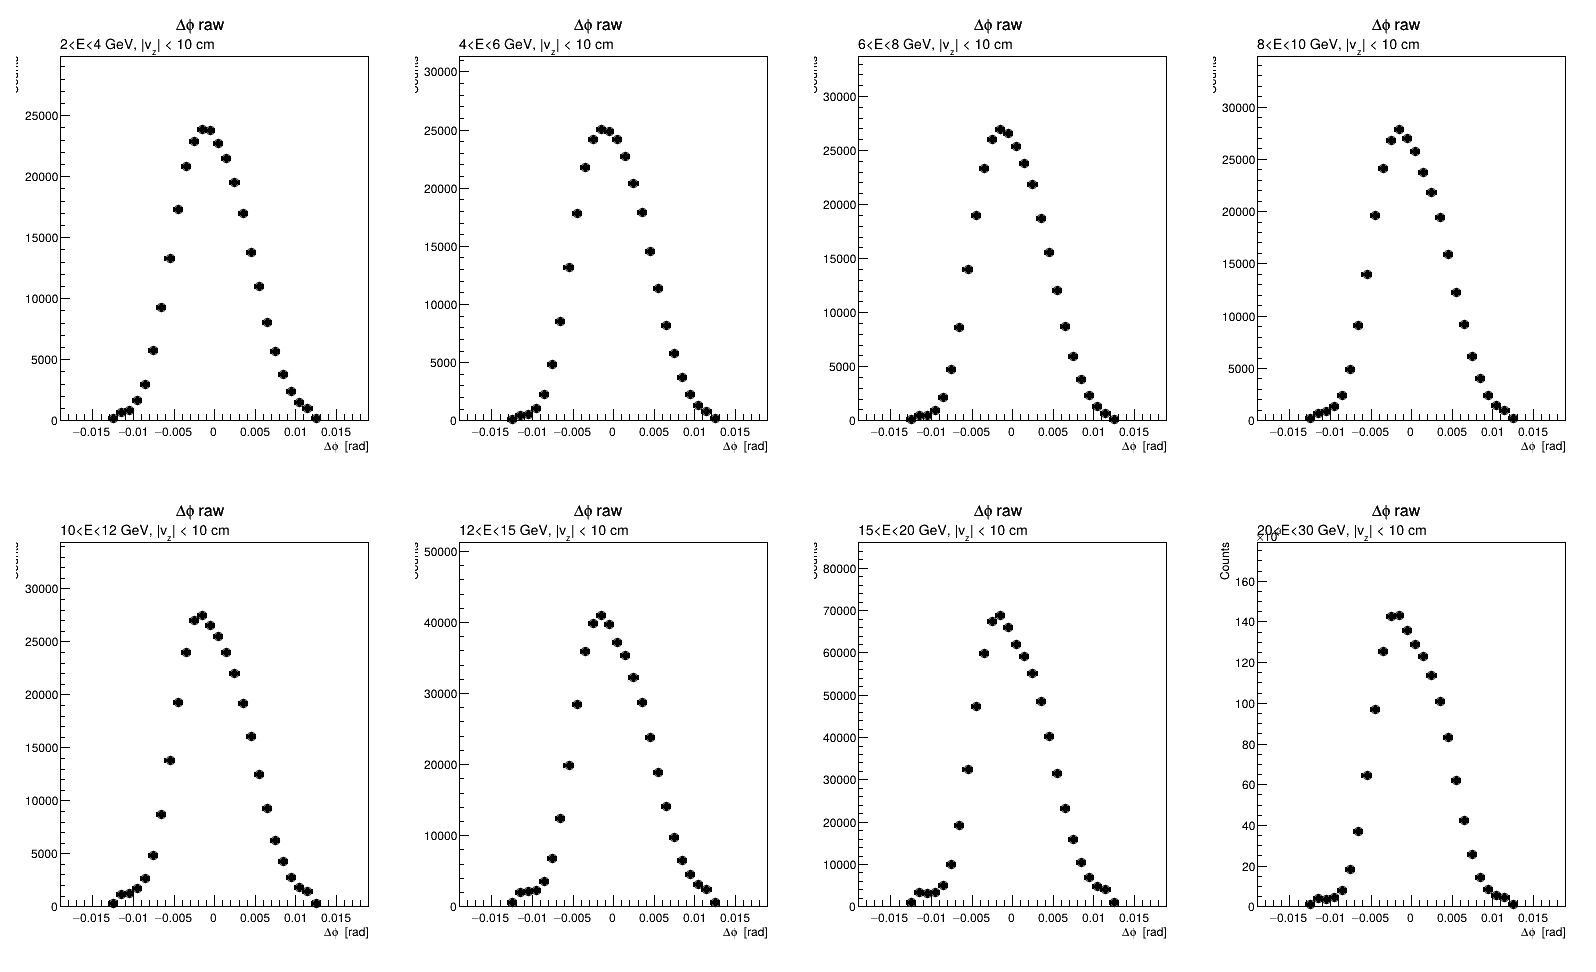 Δϕ raw
2<E<4 GeV, |v_z| < 10 cm
Counts
25000
20000
15000
10000
5000
0
−0.015 −0.01 −0.005 0 0.005 0.01 0.015
Δϕ [rad]
Δϕ raw
4<E<6 GeV, |v_z| < 10 cm
Counts
30000
25000
20000
15000
10000
5000
0
−0.015 −0.01 −0.005 0 0.005 0.01 0.015
Δϕ [rad]
Δϕ raw
6<E<8 GeV, |v_z| < 10 cm
Counts
30000
25000
20000
15000
10000
5000
0
−0.015 −0.01 −0.005 0 0.005 0.01 0.015
Δϕ [rad]
Δϕ raw
8<E<10 GeV, |v_z| < 10 cm
Counts
30000
25000
20000
15000
10000
5000
0
−0.015 −0.01 −0.005 0 0.005 0.01 0.015
Δϕ [rad]
Δϕ raw
10<E<12 GeV, |v_z| < 10 cm
Counts
30000
25000
20000
15000
10000
5000
0
−0.015 −0.01 −0.005 0 0.005 0.01 0.015
Δϕ [rad]
Δϕ raw
12<E<15 GeV, |v_z| < 10 cm
Counts
50000
40000
30000
20000
10000
0
−0.015 −0.01 −0.005 0 0.005 0.01 0.015
Δϕ [rad]
Δϕ raw
15<E<20 GeV, |v_z| < 10 cm
Counts
80000
70000
60000
50000
40000
30000
20000
10000
0
−0.015 −0.01 −0.005 0 0.005 0.01 0.015
Δϕ [rad]
Δϕ raw
20<E<30 GeV, |v_z| < 10 cm
Counts
160
140
120
100
80
60
40
20
0
−0.015 −0.01 −0.005 0 0.005 0.01 0.015
Δϕ [rad]